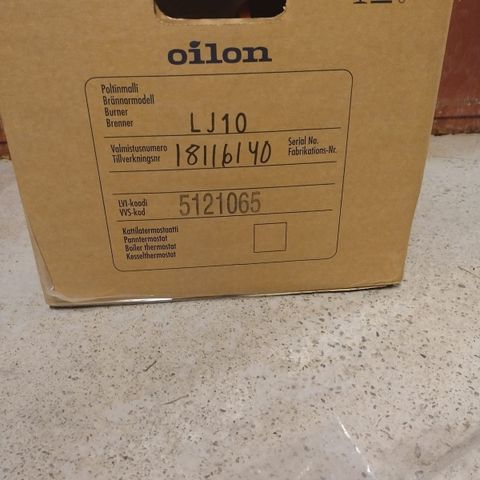 oilon
Poltinmalli
Brännarmodell
Burner
Brenner LJ10
Valmistusnumero Serial No.
Tillverkningsnr 18116140 Fabrikations-Nr.
LVI-koodi
VVS-kod 5121065
Kattilatermostaatti
Panntermostat
Boiler thermostat
Kesselthermostat